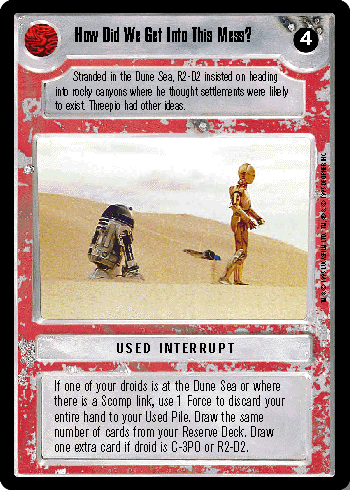 How Did We Get Into This Mess?
4
Stranded in the Dune Sea, R2-D2 insisted on heading
into rocky canyons where he thought settlements were likely
to exist. Threepio had other ideas.
USED INTERRUPT
If one of your droids is at the Dune Sea or where
there is a Scomp link, use 1 Force to discard your
entire hand to your Used Pile. Draw the same
number of cards from your Reserve Deck. Draw
one extra card if droid is C-3PO or R2-D2.